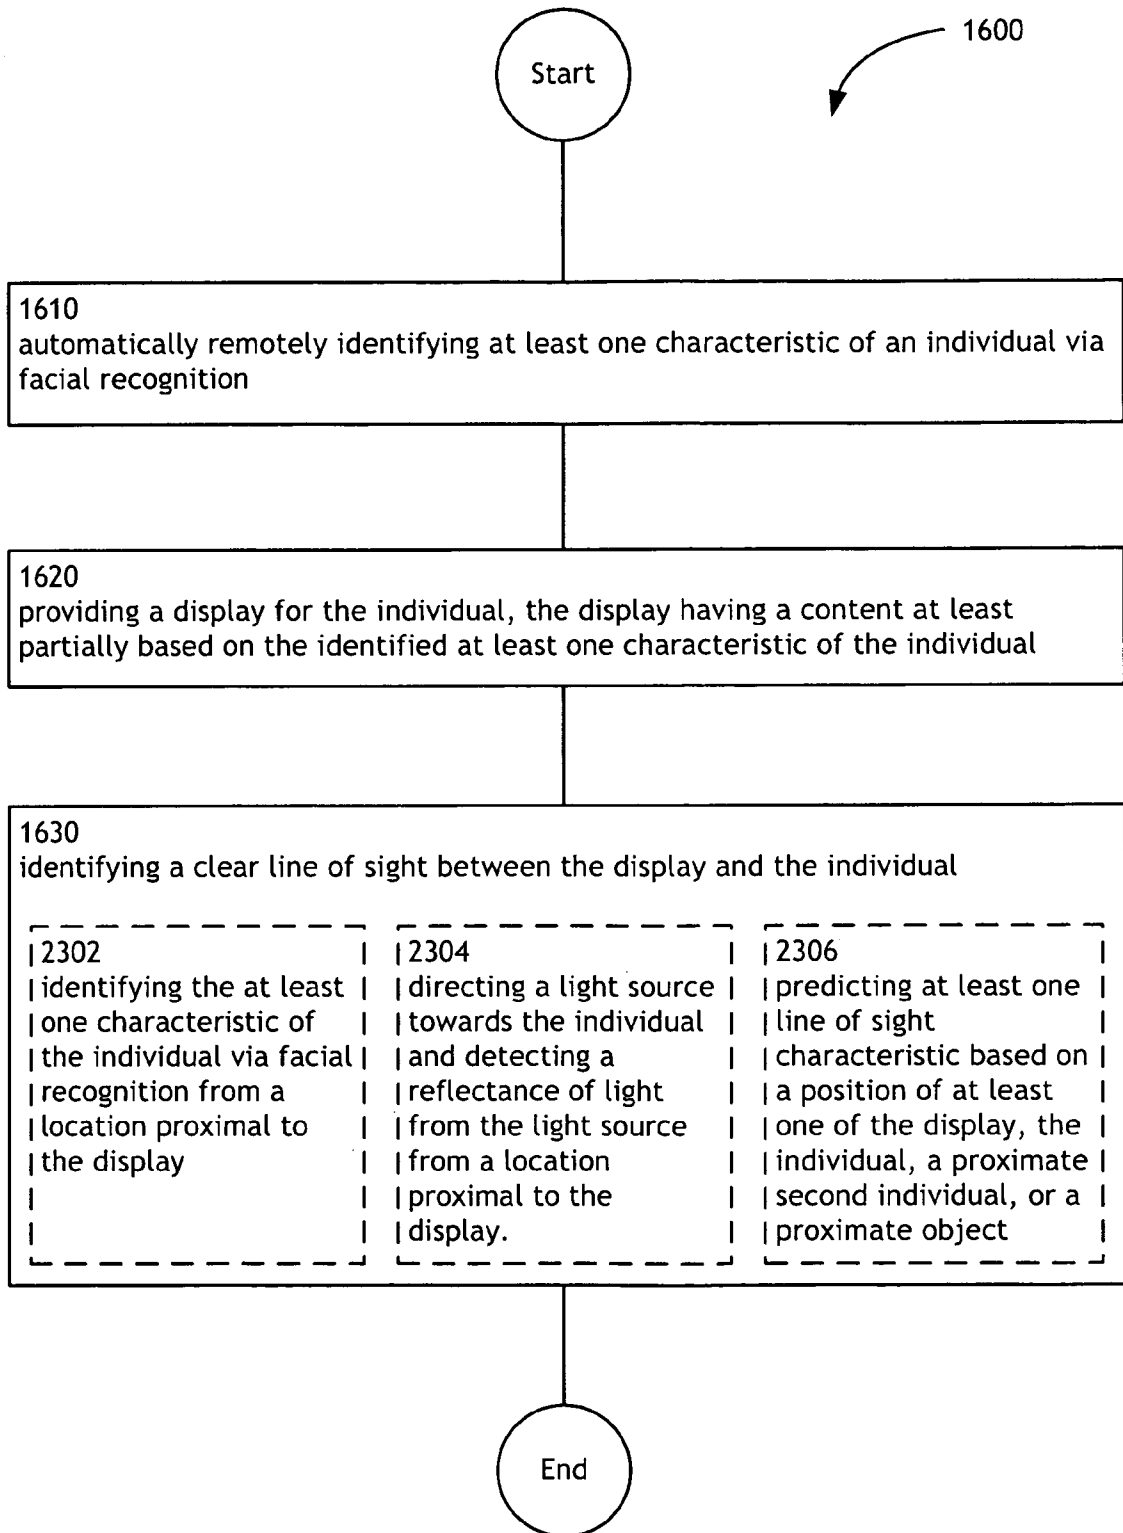 Start
1600
1610
automatically remotely identifying at least one characteristic of an individual via
facial recognition
1620
providing a display for the individual, the display having a content at least
partially based on the identified at least one characteristic of the individual
1630
identifying a clear line of sight between the display and the individual
2302
identifying the at least
one characteristic of
the individual via facial
recognition from a
location proximal to
the display
2304
directing a light source
towards the individual
and detecting a
reflectance of light
from the light source
from a location
proximal to the
display.
2306
predicting at least one
line of sight
characteristic based on
a position of at least
one of the display, the
individual, a proximate
second individual, or a
proximate object
End